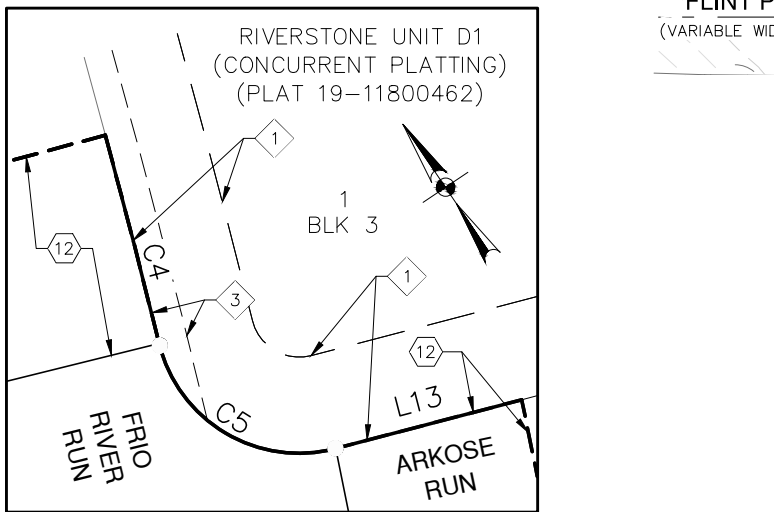 RIVERSTONE UNIT D1
(CONCURRENT PLATTING)
(PLAT 19-11800462)
1
1
BLK 3
12
C4
3
1
12
C5
L13
FRIO
RIVER
RUN
ARKOSE
RUN
FLINT P
(VARIABLE WID